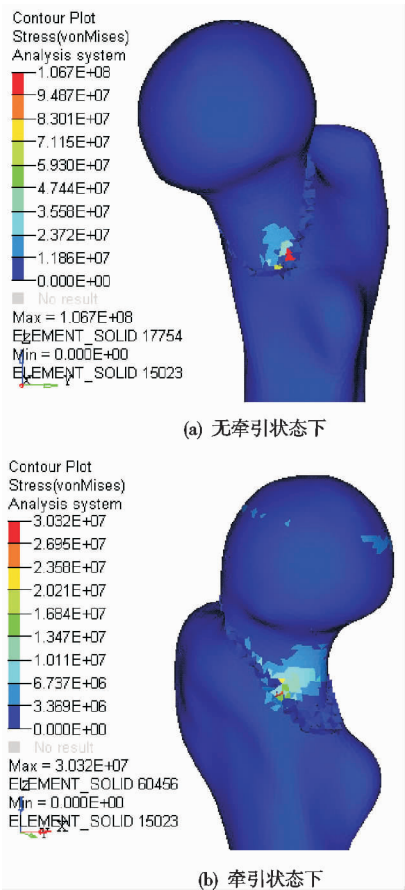 Contour Plot
Stress(vonMises)
Analysis system
1.067E+08
9.487E+07
8.301E+07
7.115E+07
5.930E+07
4.744E+07
3.558E+07
2.372E+07
1.186E+07
0.000E+00
No result
Max = 1.067E+08
ELEMENT_SOLID 17754
Min = 0.000E+00
ELEMENT_SOLID 15023
Z
X Y
(a) 无牵引状态下
Contour Plot
Stress(vonMises)
Analysis system
3.032E+07
2.695E+07
2.358E+07
2.021E+07
1.684E+07
1.347E+07
1.011E+07
6.737E+06
3.369E+06
0.000E+00
No result
Max = 3.032E+07
ELEMENT_SOLID 60456
Min = 0.000E+00
ELEMENT_SOLID 15023
Z
Y X
(b) 牵引状态下